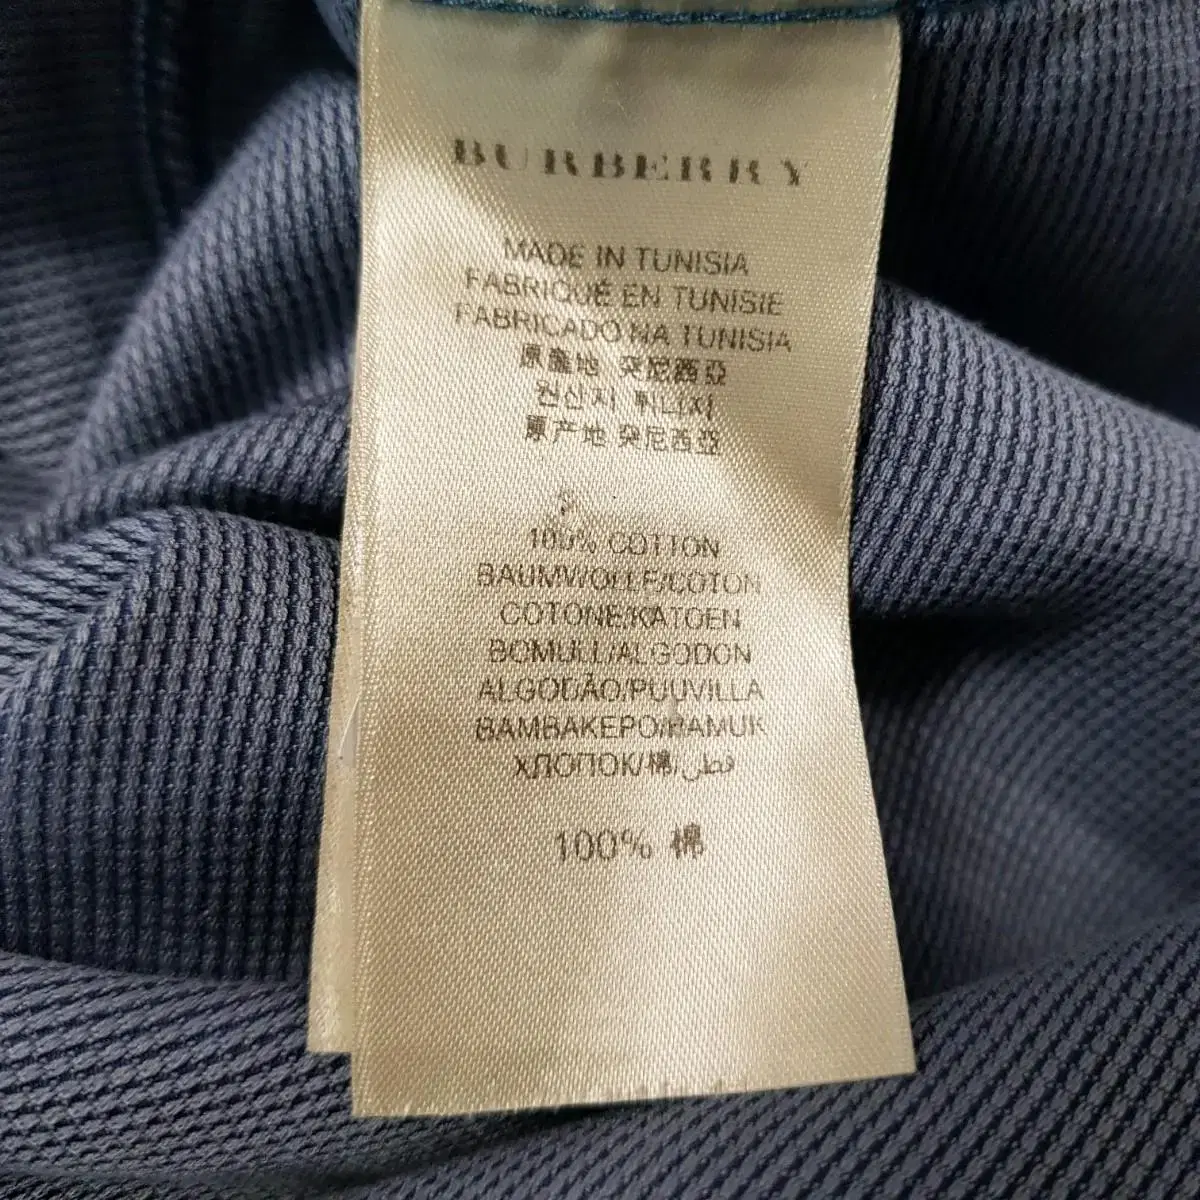 BURBERRY
MADE IN TUNISIA
FABRIQUÉ EN TUNISIE
FABRICADO NA TUNISIA
原產地 突尼西亞
원산지 튀니지
原产地 突尼西亞
S
100% COTTON
BAUMWOLLE/COTON
COTONE/KATOEN
BOMULL/ALGODON
ALGODÃO/PUUVILLA
BAMBAKEPO/PAMUK
ХЛОПОК/棉/قطن
100% 棉